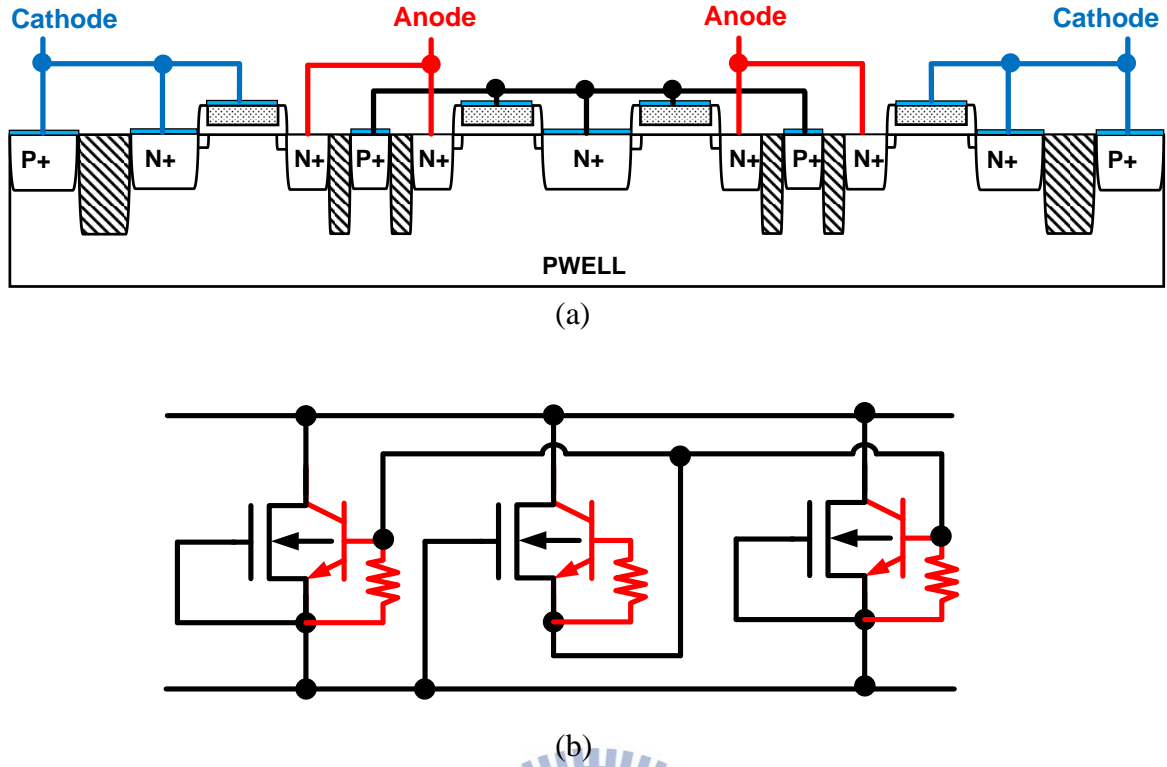 Cathode Anode Anode Cathode
P+ N+ N+ P+ N+ N+ N+ P+ N+ N+ P+
PWELL
(a)
(b)